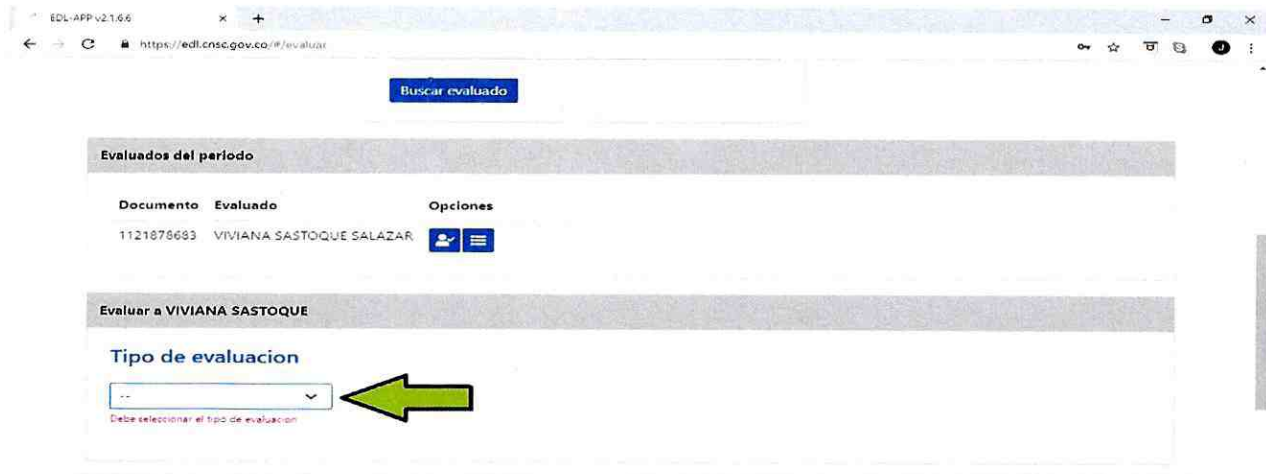 EDL-APP v2.1.6.6
https://edl.cnsc.gov.co/#/evaluar
J
Buscar evaluado
Evaluados del periodo
Documento Evaluado Opciones
1121878683 VIVIANA SASTOQUE SALAZAR
Evaluar a VIVIANA SASTOQUE
Tipo de evaluacion
--
Debe seleccionar el tipo de evaluacion